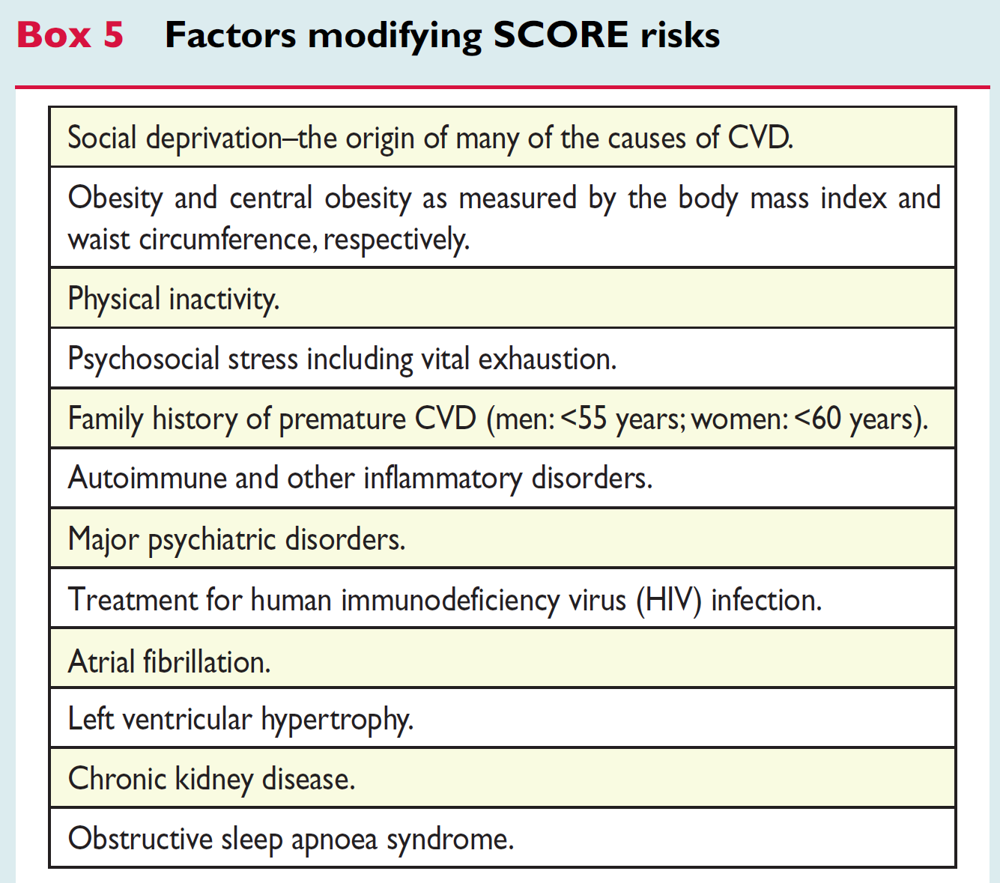 Box 5 Factors modifying SCORE risks
Social deprivation–the origin of many of the causes of CVD.
Obesity and central obesity as measured by the body mass index and
waist circumference, respectively.
Physical inactivity.
Psychosocial stress including vital exhaustion.
Family history of premature CVD (men: <55 years; women: <60 years).
Autoimmune and other inflammatory disorders.
Major psychiatric disorders.
Treatment for human immunodeficiency virus (HIV) infection.
Atrial fibrillation.
Left ventricular hypertrophy.
Chronic kidney disease.
Obstructive sleep apnoea syndrome.